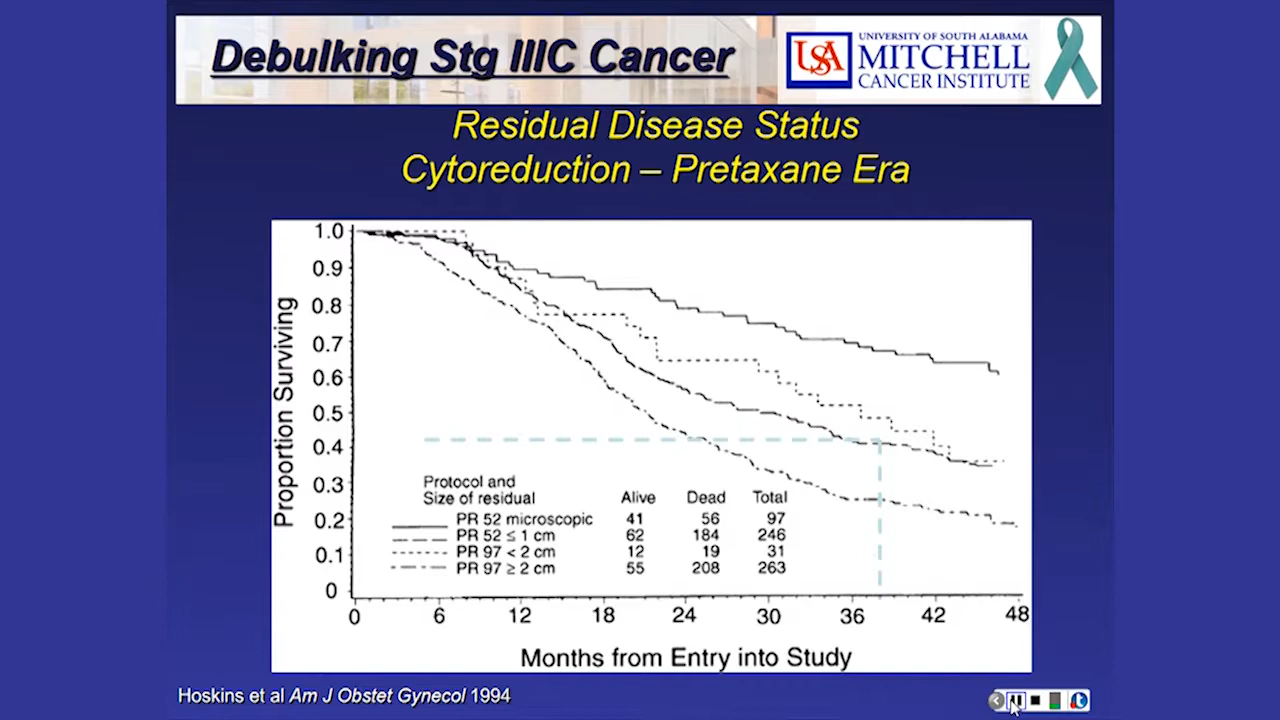 Debulking Stg IIIC Cancer
USA
UNIVERSITY OF SOUTH ALABAMA
MITCHELL
CANCER INSTITUTE
Residual Disease Status
Cytoreduction – Pretaxane Era
Proportion Surviving
1.0
0.9
0.8
0.7
0.6
0.5
0.4
0.3
0.2
0.1
0
Protocol and
Size of residual Alive Dead Total
PR 52 microscopic 41 56 97
PR 52 ≤ 1 cm 62 184 246
PR 97 < 2 cm 12 19 31
PR 97 ≥ 2 cm 55 208 263
0 6 12 18 24 30 36 42 48
Months from Entry into Study
Hoskins et al Am J Obstet Gynecol 1994